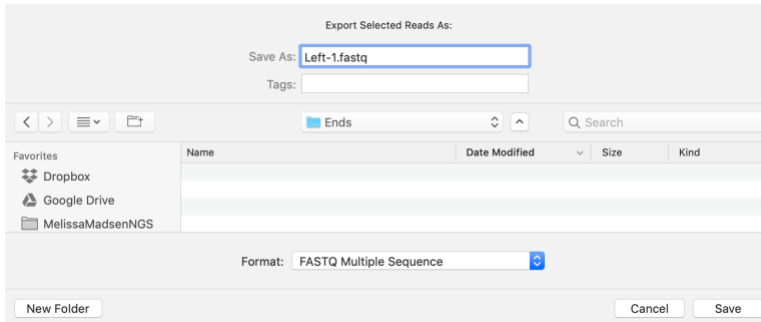 Export Selected Reads As:
Save As: Left-1.fastq
Tags:
Ends
Search
Favorites
Name Date Modified Size Kind
Dropbox
Google Drive
MelissaMadsenNGS
Format: FASTQ Multiple Sequence
New Folder Cancel Save